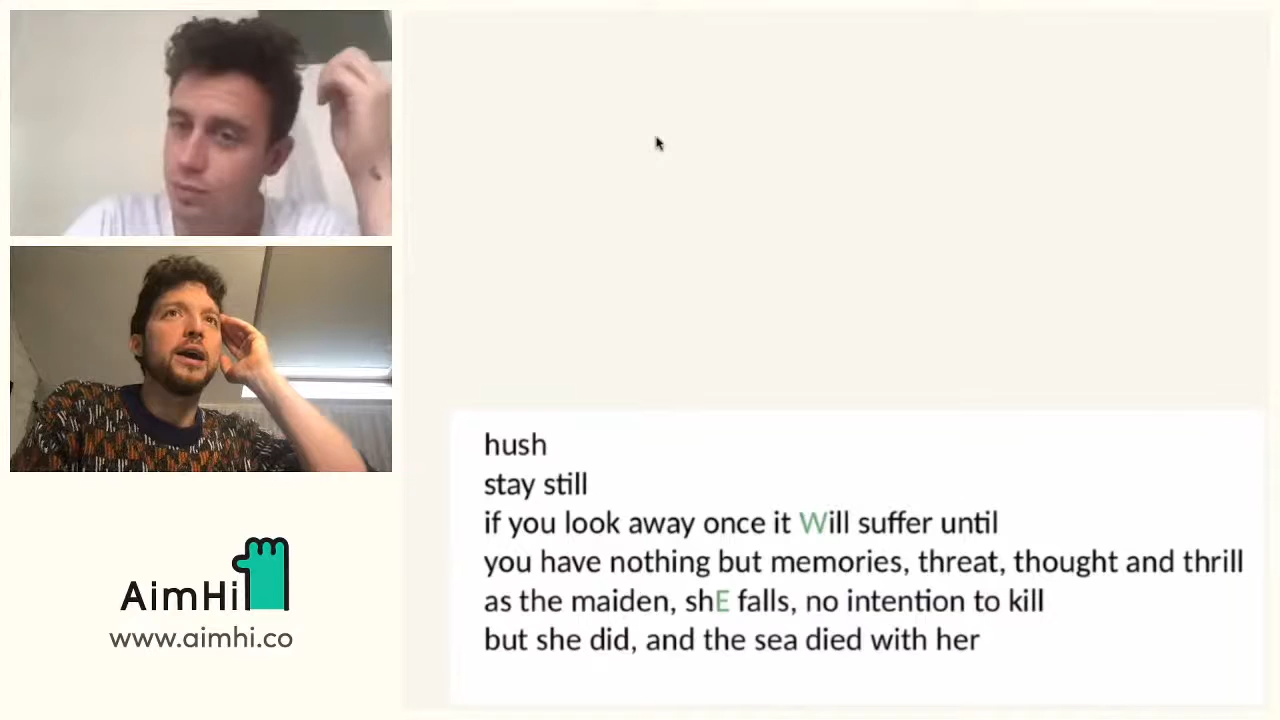 hush
stay still
if you look away once it Will suffer until
you have nothing but memories, threat, thought and thrill
as the maiden, shE falls, no intention to kill
but she did, and the sea died with her
AimHi
www.aimhi.co